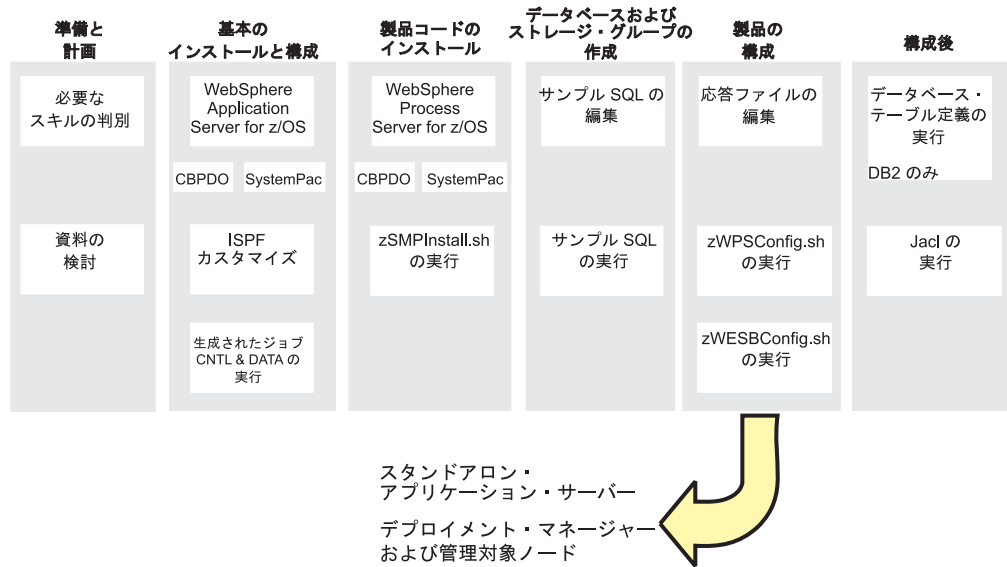 準備と
計画
必要な
スキルの判別
資料の
検討
基本の
インストールと構成
WebSphere
Application
Server for z/OS
CBPDO
SystemPac
ISPF
カスタマイズ
生成されたジョブ
CNTL & DATA の
実行
製品コードの
インストール
WebSphere
Process
Server for z/OS
CBPDO
SystemPac
zSMPInstall.sh
の実行
データベースおよび
ストレージ・グループの
作成
サンプル SQL の
編集
サンプル SQL
の実行
製品の
構成
応答ファイルの
編集
zWPSConfig.sh
の実行
zWESBConfig.sh
の実行
構成後
データベース・
テーブル定義の
実行
DB2 のみ
Jacl の
実行
スタンドアロン・
アプリケーション・サーバー
デプロイメント・マネージャー
および管理対象ノード